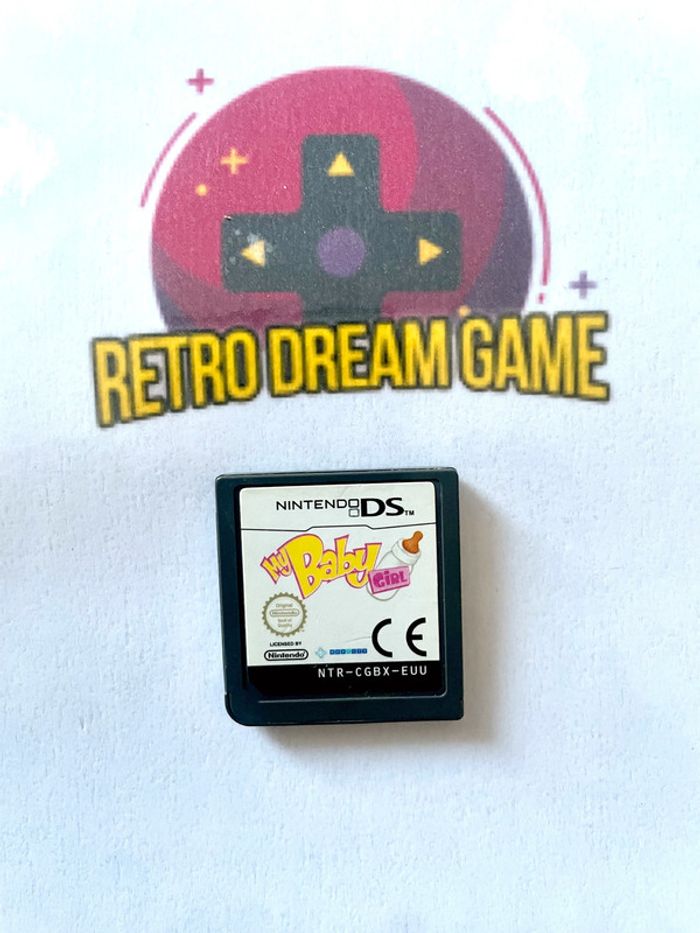 RETRO DREAM GAME
NINTENDO DS TM
My Baby
GiRL
Original
Nintendo
Seal of
Quality
LICENSED BY
Nintendo
CE
NTR-CGBX-EUU